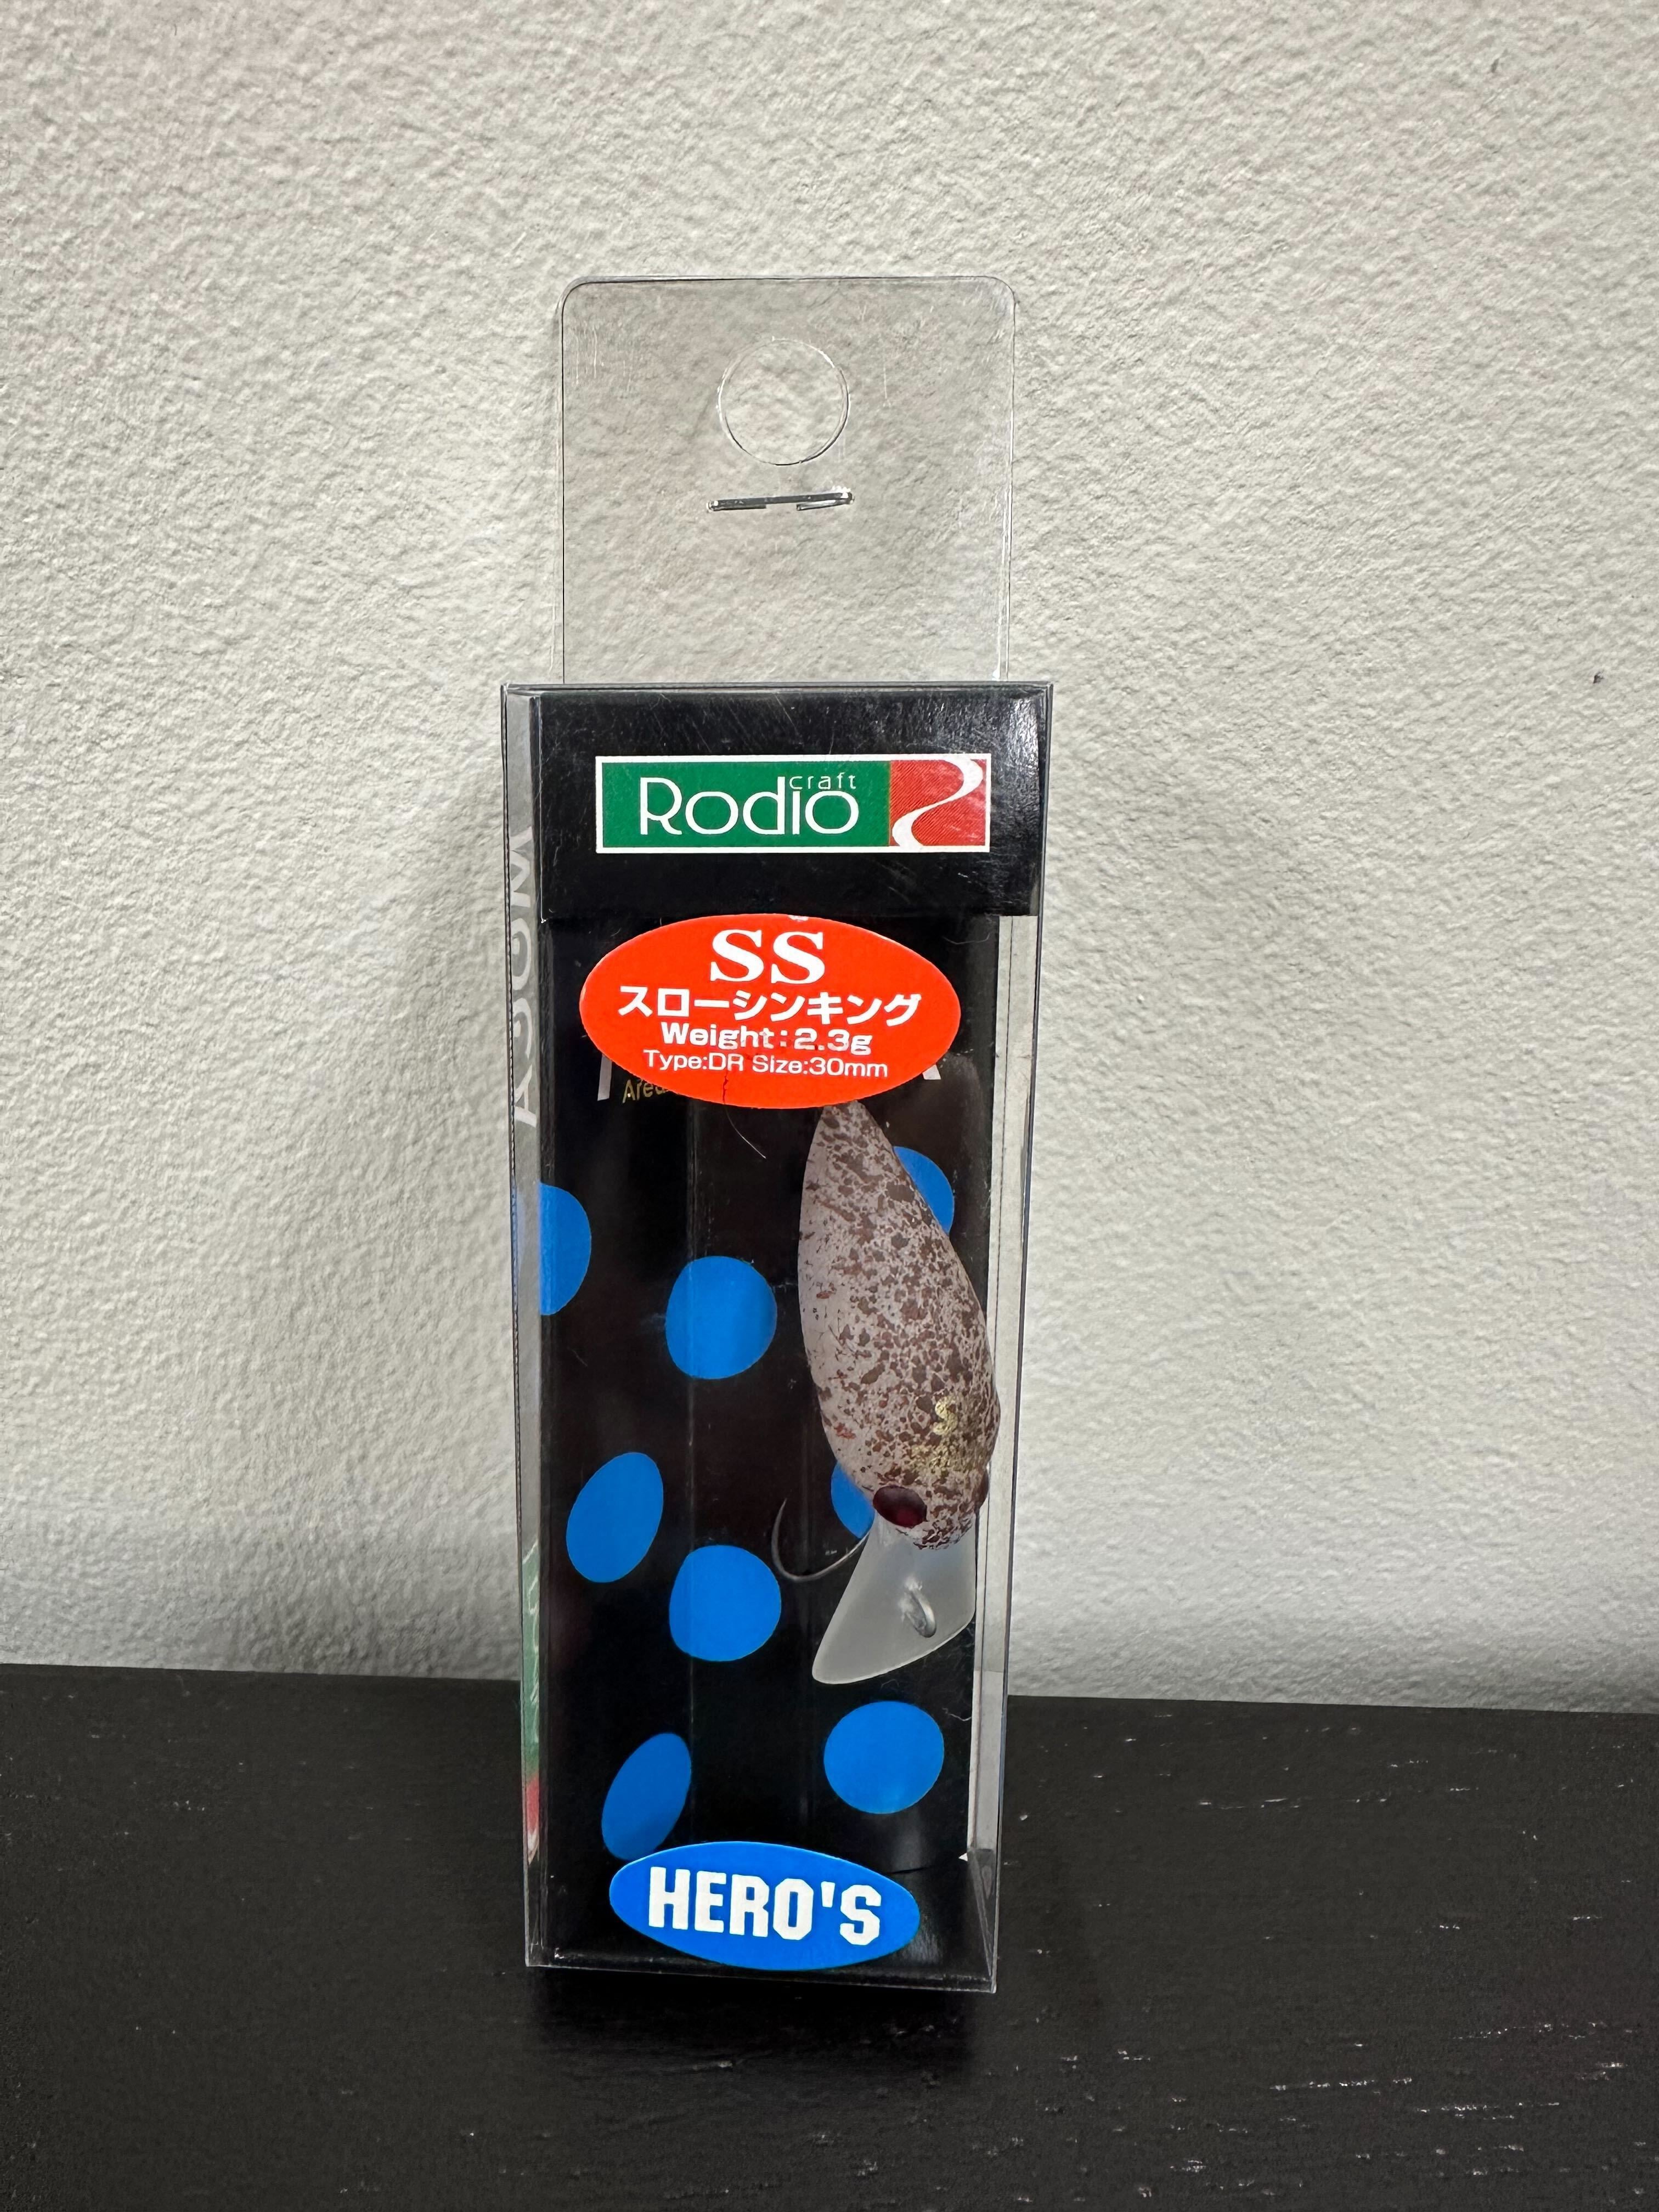 craft
Rodio
SS
スローシンキング
Weight:2.3g
Type:DR Size:30mm
Area
HERO'S